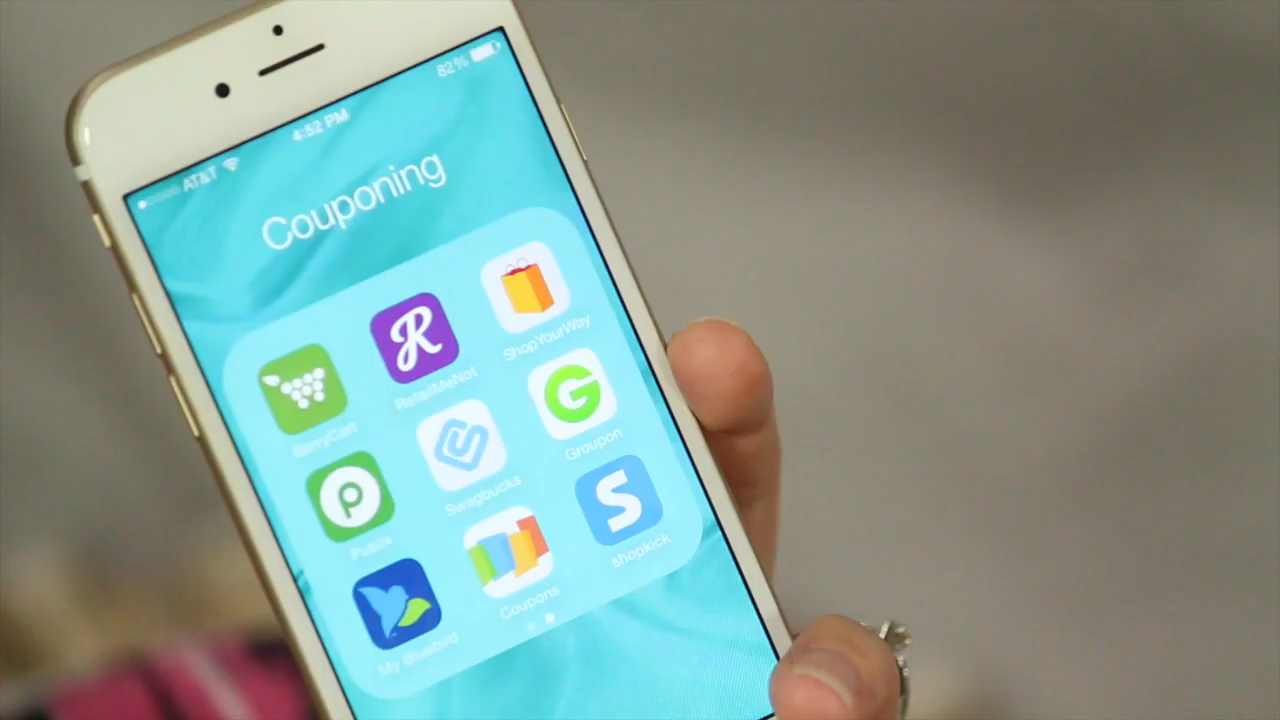 AT&T 4:52 PM 82%
Couponing
BerryCart RetailMeNot ShopYourWay
Publix Swagbucks Groupon
My Bluebird Coupons shopkick